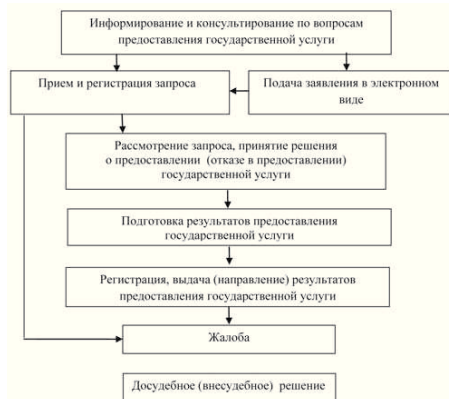 Информирование и консультирование по вопросам
предоставления государственной услуги
Прием и регистрация запроса
Подача заявления в электронном
виде
Рассмотрение запроса, принятие решения
о предоставлении (отказе в предоставлении)
государственной услуги
Подготовка результатов предоставления
государственной услуги
Регистрация, выдача (направление) результатов
предоставления государственной услуги
Жалоба
Досудебное (внесудебное) решение